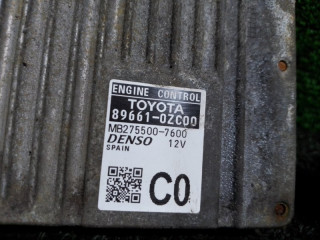 ENGINE CONTROL
TOYOTA
89661-0ZC00
MB275500-7600
DENSO 12V
SPAIN
C0